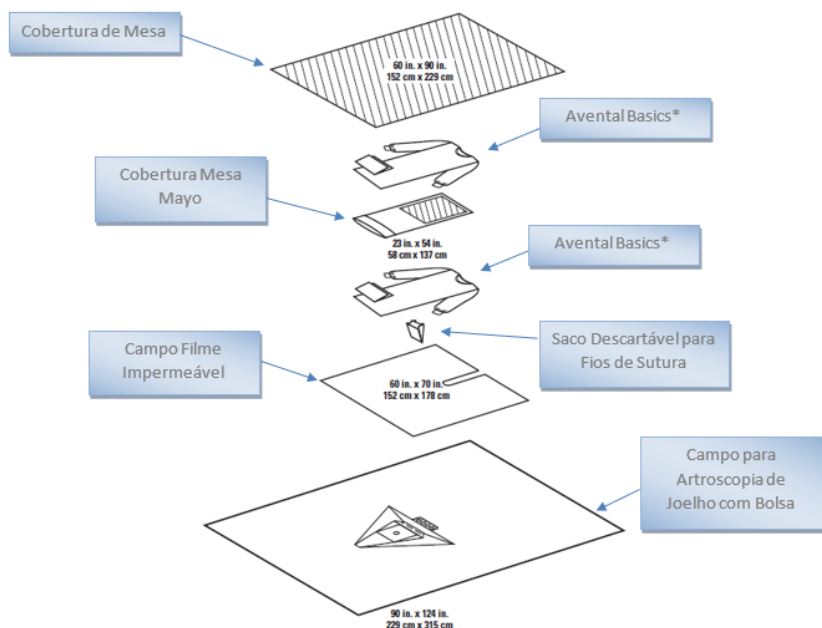 Cobertura de Mesa
60 in. x 90 in.
152 cm x 229 cm
Avental Basics*
Cobertura Mesa
Mayo
23 in. x 54 in.
58 cm x 137 cm
Avental Basics*
Saco Descartável para
Fios de Sutura
Campo Filme
Impermeável
60 in. x 70 in.
152 cm x 178 cm
Campo para
Artroscopia de
Joelho com Bolsa
90 in. x 124 in.
229 cm x 315 cm